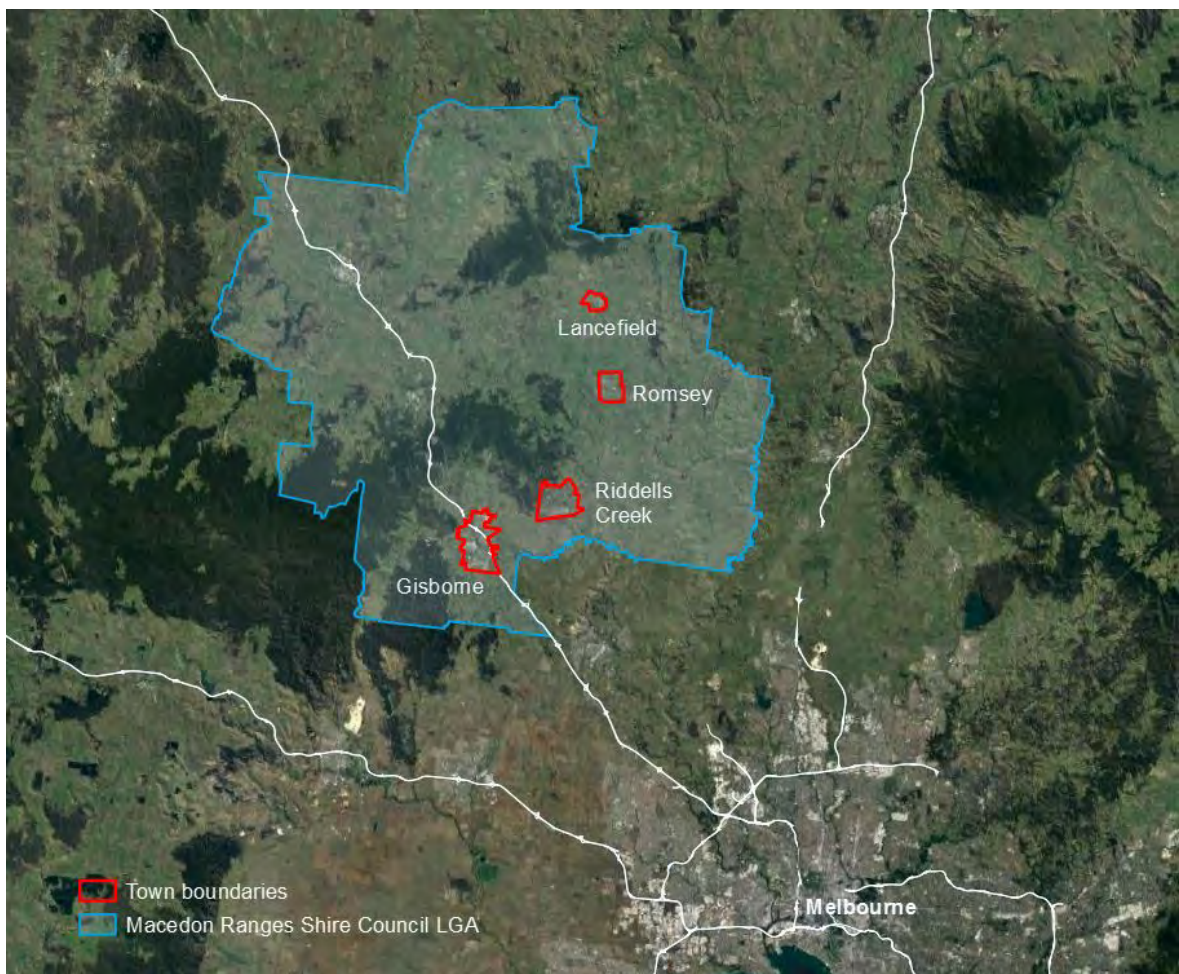 Lancefield
Romsey
Riddells
Creek
Gisborne
Town boundaries
Macedon Ranges Shire Council LGA
Melbourne